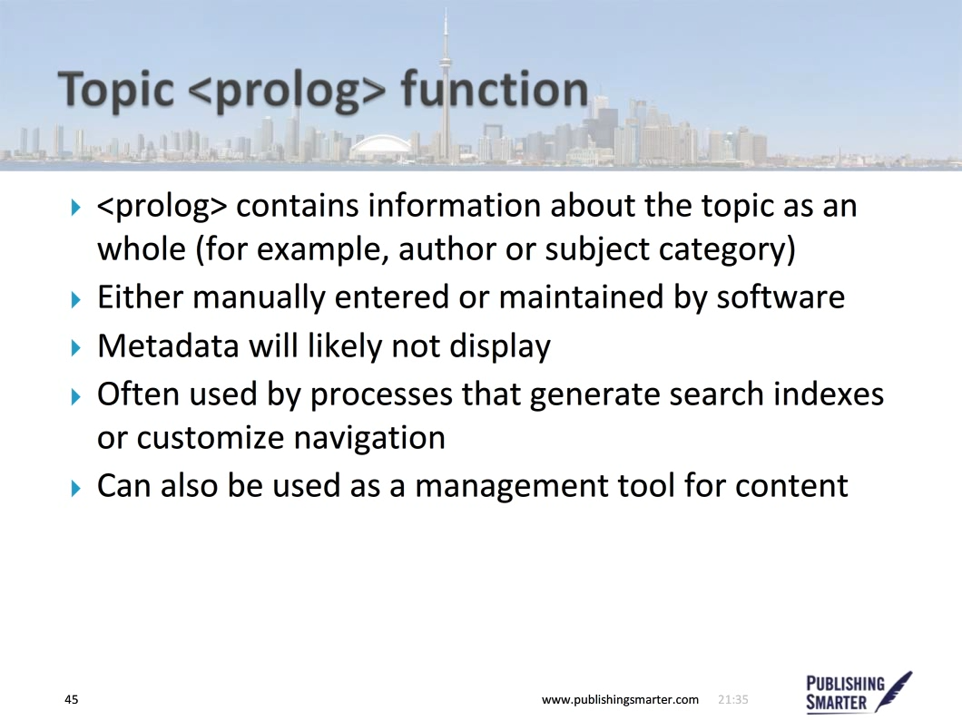 Topic <prolog> function
<prolog> contains information about the topic as an
whole (for example, author or subject category)
Either manually entered or maintained by software
Metadata will likely not display
Often used by processes that generate search indexes
or customize navigation
Can also be used as a management tool for content
45
www.publishingsmarter.com
21:35
PUBLISHING
SMARTER